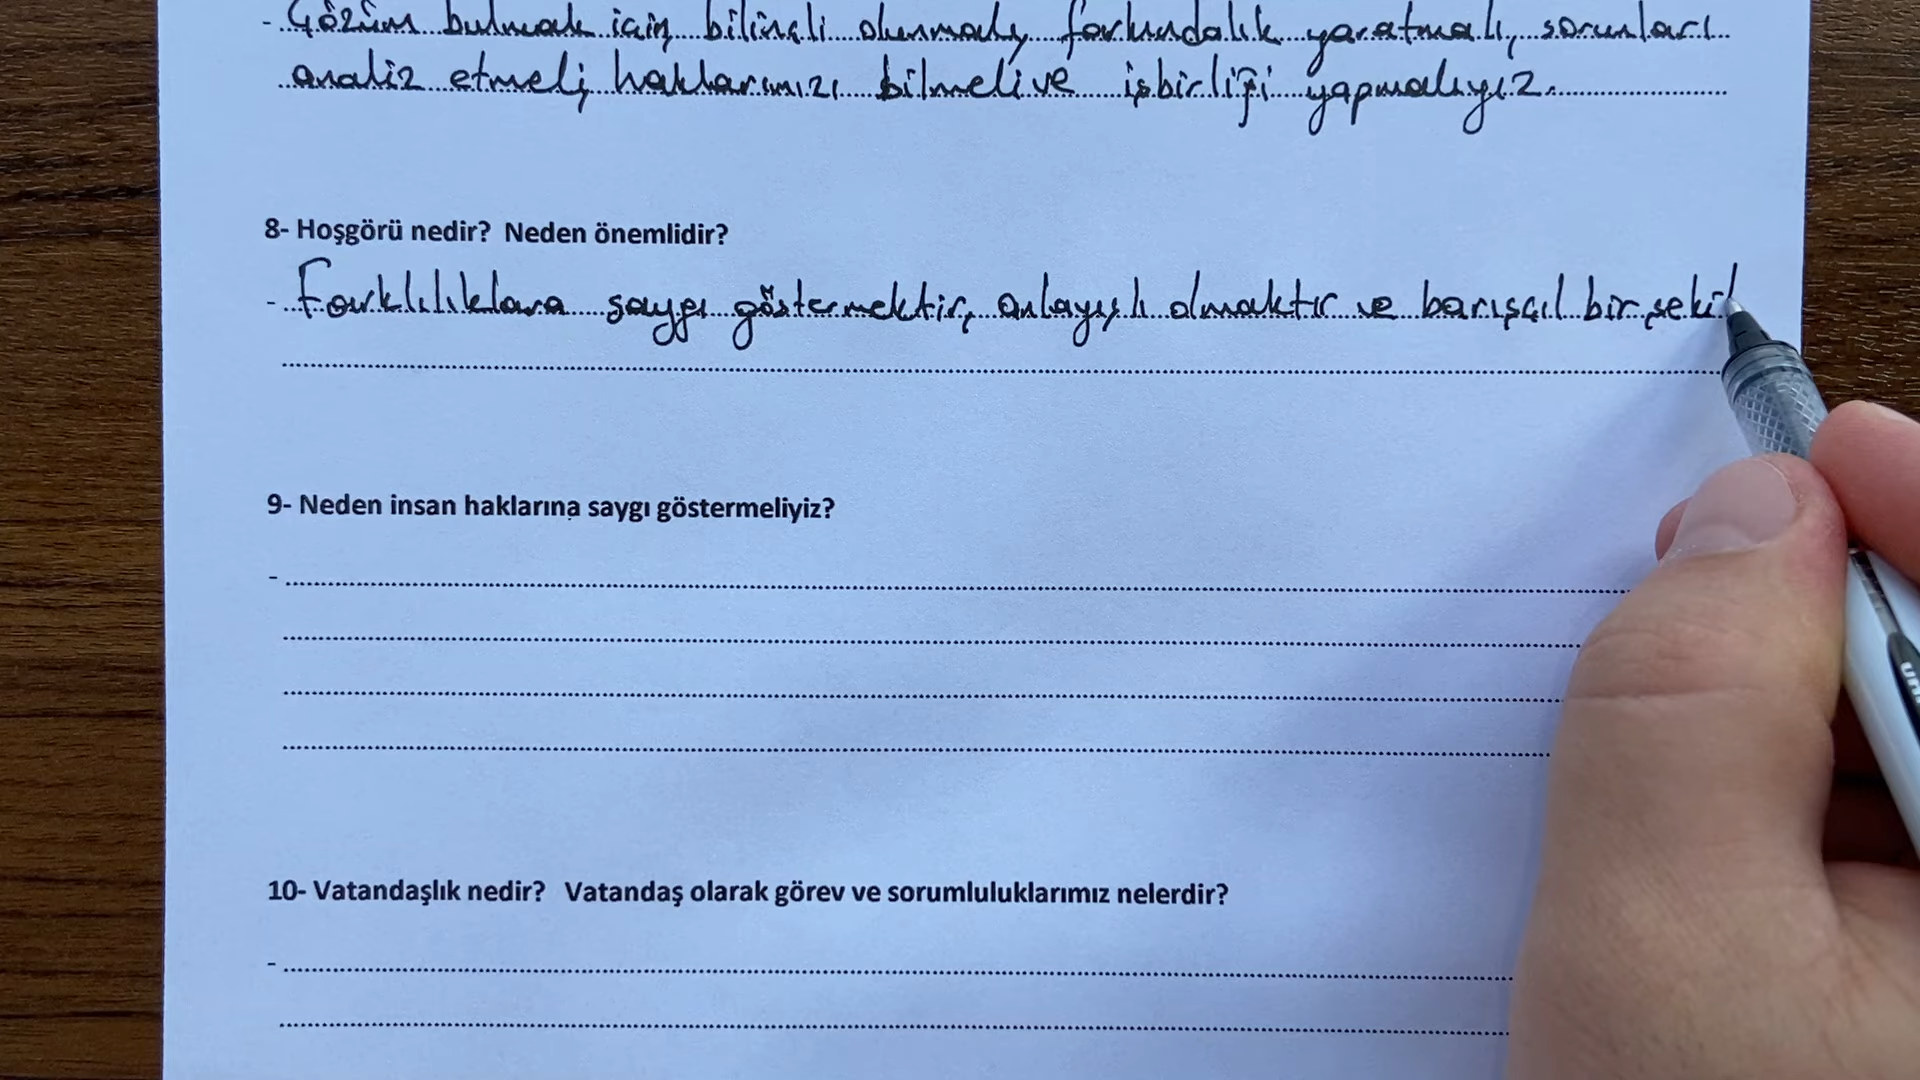 - Çözüm bulmak için bilinçli olunmalı, farkındalık yaratmalı, sorunları
analiz etmeli, haklarımızı bilmeli ve işbirliği yapmalıyız.
8- Hoşgörü nedir? Neden önemlidir?
- Farklılıklara saygı göstermektir, anlayışlı olmaktır ve barışçıl bir şekil
9- Neden insan haklarına saygı göstermeliyiz?
-
10- Vatandaşlık nedir? Vatandaş olarak görev ve sorumluluklarımız nelerdir?
-